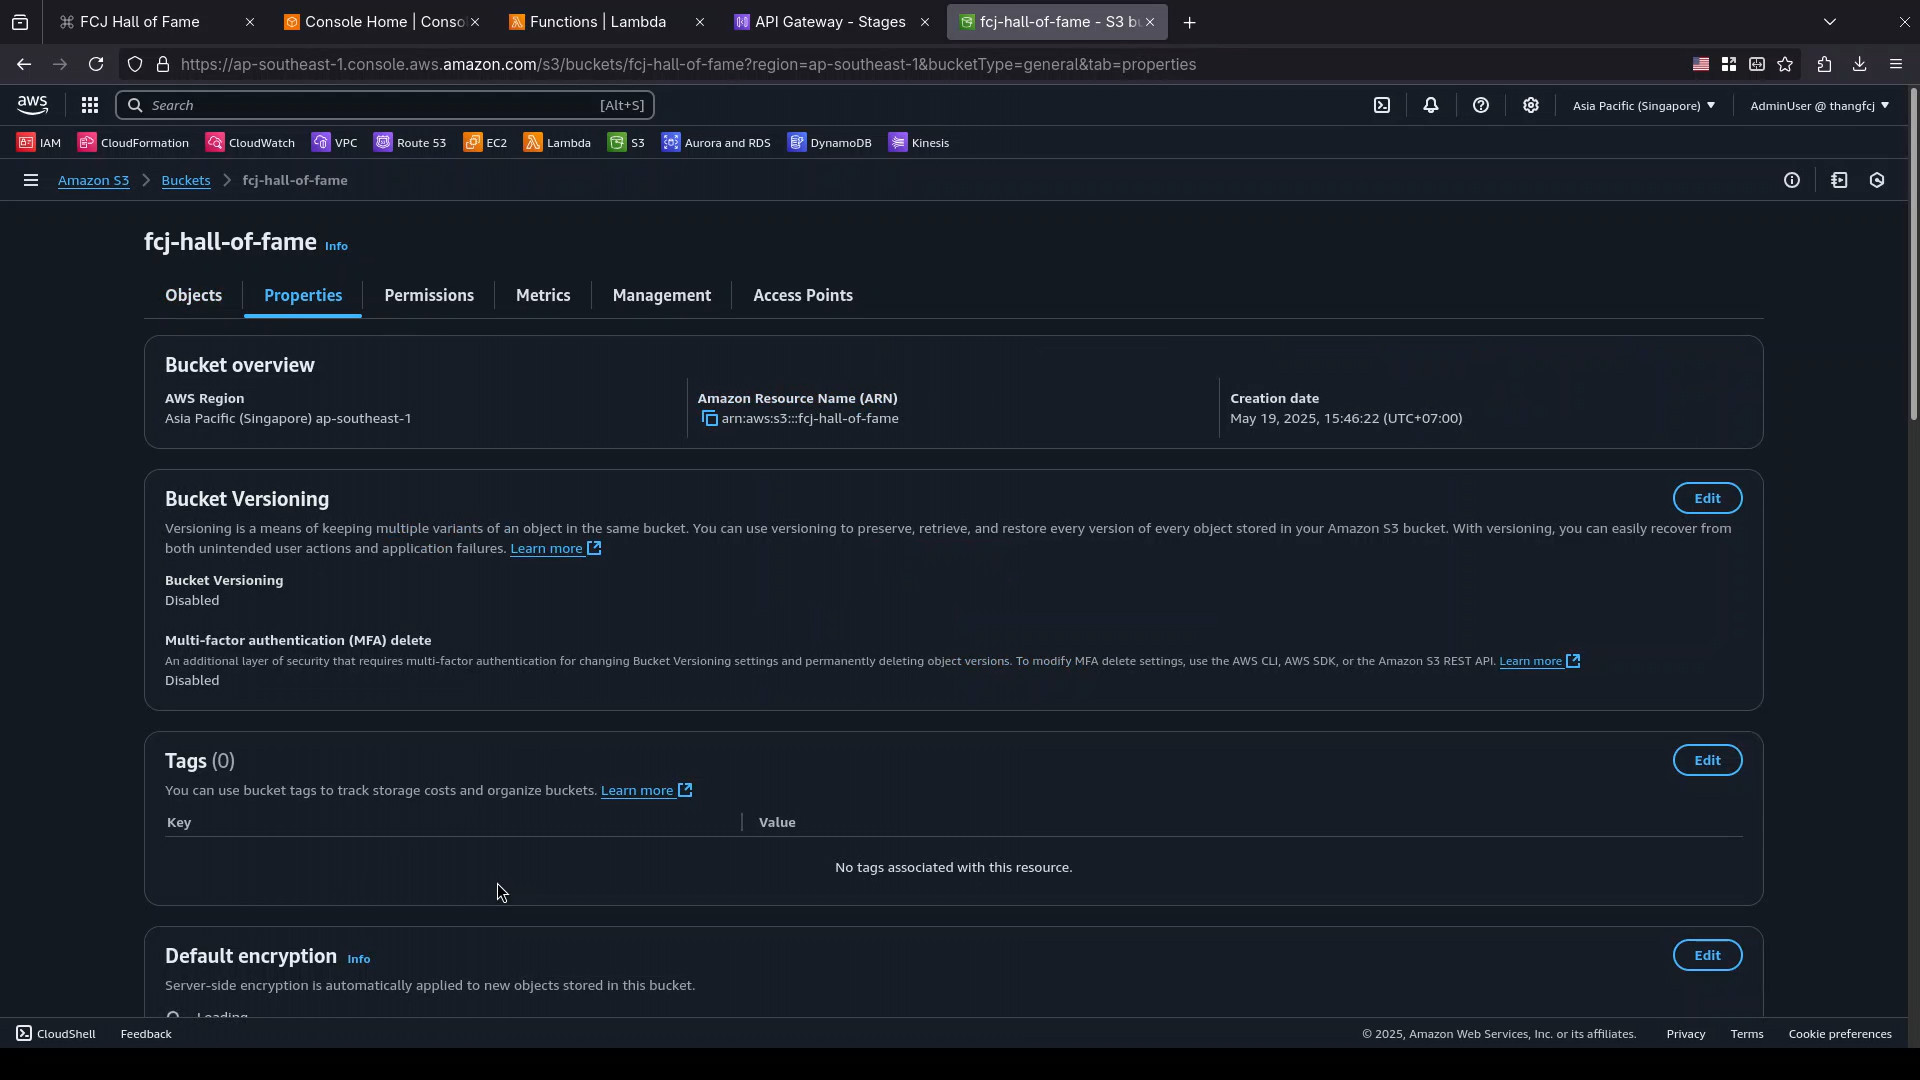 FCJ Hall of Fame
Console Home | Conso
Functions | Lambda
API Gateway - Stages
fcj-hall-of-fame - S3 b
https://ap-southeast-1.console.aws.amazon.com/s3/buckets/fcj-hall-of-fame?region=ap-southeast-1&bucketType=general&tab=properties
aws
Search
[Alt+S]
Asia Pacific (Singapore)
AdminUser @ thangfcj
IAM
CloudFormation
CloudWatch
VPC
Route 53
EC2
Lambda
S3
Aurora and RDS
DynamoDB
Kinesis
Amazon S3
Buckets
fcj-hall-of-fame
fcj-hall-of-fame Info
Objects
Properties
Permissions
Metrics
Management
Access Points
Bucket overview
AWS Region
Asia Pacific (Singapore) ap-southeast-1
Amazon Resource Name (ARN)
arn:aws:s3:::fcj-hall-of-fame
Creation date
May 19, 2025, 15:46:22 (UTC+07:00)
Bucket Versioning
Edit
Versioning is a means of keeping multiple variants of an object in the same bucket. You can use versioning to preserve, retrieve, and restore every version of every object stored in your Amazon S3 bucket. With versioning, you can easily recover from
both unintended user actions and application failures. Learn more
Bucket Versioning
Disabled
Multi-factor authentication (MFA) delete
An additional layer of security that requires multi-factor authentication for changing Bucket Versioning settings and permanently deleting object versions. To modify MFA delete settings, use the AWS CLI, AWS SDK, or the Amazon S3 REST API. Learn more
Disabled
Tags (0)
Edit
You can use bucket tags to track storage costs and organize buckets. Learn more
Key
Value
No tags associated with this resource.
Default encryption Info
Edit
Server-side encryption is automatically applied to new objects stored in this bucket.
Loading
CloudShell
Feedback
© 2025, Amazon Web Services, Inc. or its affiliates.
Privacy
Terms
Cookie preferences